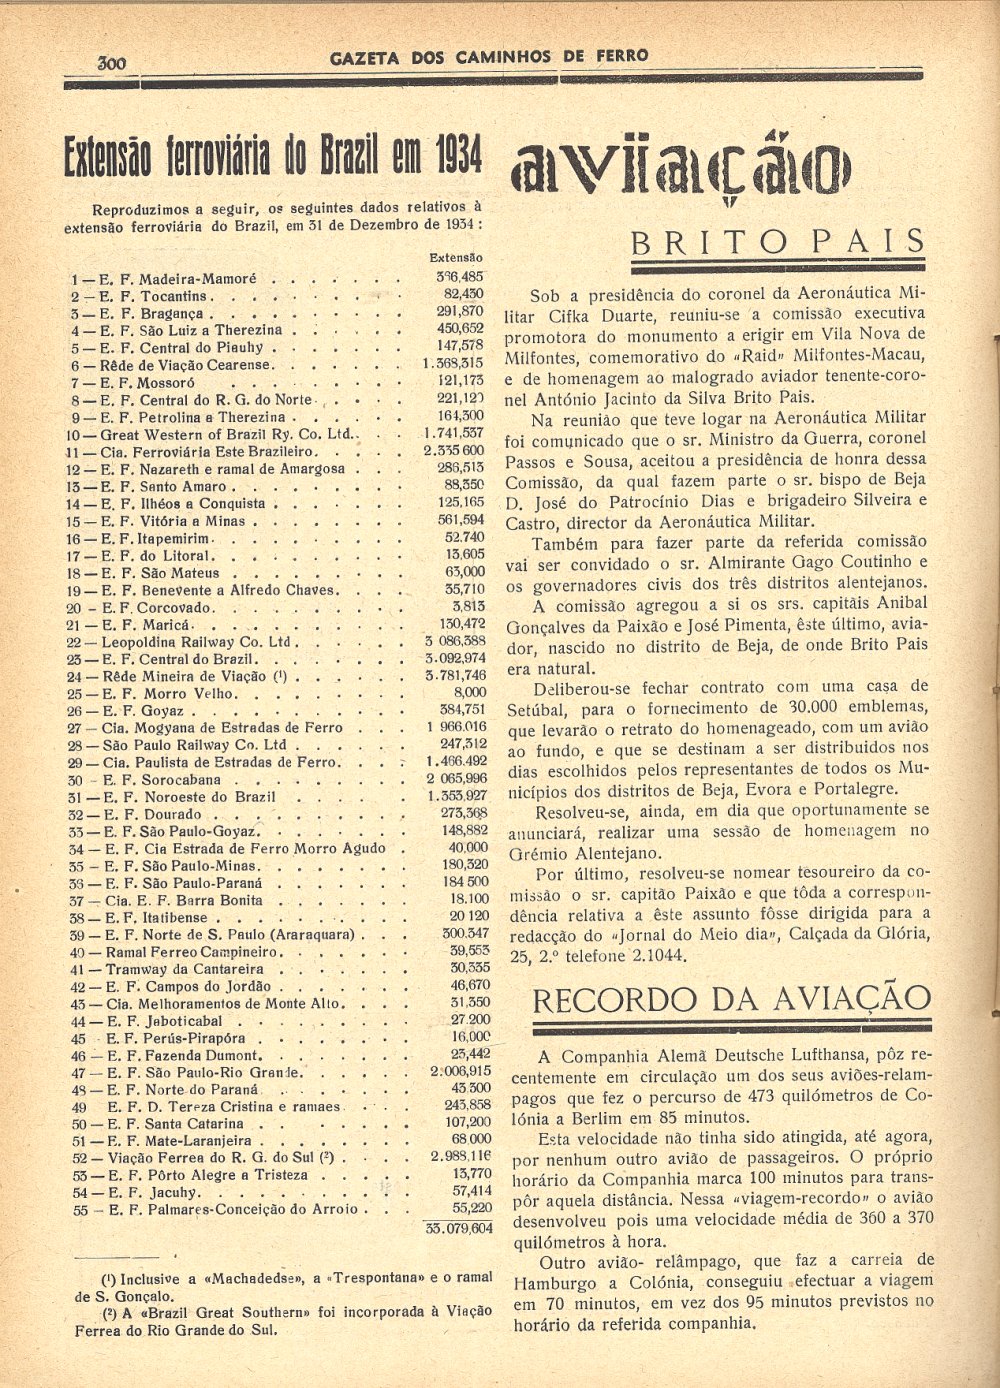 300
GAZETA DOS CAMINHOS DE FERRO
Extensão ferroviária do Brazil em 1934
Reproduzimos a seguir, os seguintes dados relativos à
extensão ferroviária do Brazil, em 31 de Dezembro de 1934 :
Extensão
1 — E. F. Madeira-Mamoré . . . . . . . 366,485
2 — E. F. Tocantins. . . . . . . . . 82,430
3 — E. F. Bragança . . . . . . . . . 291,870
4 — E. F. São Luiz a Therezina . . . . . . 450,652
5 — E. F. Central do Piauhy . . . . . . . 147,578
6 — Rêde de Viação Cearense. . . . . . . 1.368,315
7 — E. F. Mossoró . . . . . . . . 121,173
8 — E. F. Central do R. G. do Norte . . . . . 221,120
9 — E. F. Petrolina a Therezina . . . . . . 164,300
10 — Great Western of Brazil Ry. Co. Ltd. . . . 1.741,537
11 — Cia. Ferroviária Este Brazileiro. . . . . 2.335 600
12 — E. F. Nazareth e ramal de Amargosa . . . 286,513
13 — E. F. Santo Amaro . . . . . . . . 88,350
14 — E. F. Ilhéos a Conquista . . . . . . . 125,165
15 — E. F. Vitória a Minas . . . . . . . . 561,594
16 — E. F. Itapemirim. . . . . . . . . 52.740
17 — E. F. do Litoral. . . . . . . . . 13,605
18 — E. F. São Mateus . . . . . . . . 63,000
19 — E. F. Benevente a Alfredo Chaves. . . . 35,710
20 - E. F. Corcovado. . . . . . . . . 3,813
21 — E. F. Maricá. . . . . . . . . . 130,472
22 — Leopoldina Railway Co. Ltd . . . . . . 3 086,388
23 — E. F. Central do Brazil. . . . . . . . 3.092,974
24 — Rêde Mineira de Viação (¹) . . . . . . 3.781,746
25 — E. F. Morro Velho. . . . . . . . . 8,000
26 — E. F. Goyaz . . . . . . . . . . 384,751
27 — Cia. Mogyana de Estradas de Ferro . . . 1 966.016
28 — São Paulo Railway Co. Ltd . . . . . . 247,312
29 — Cia. Paulista de Estradas de Ferro. . . . 1.466.492
30 - E. F. Sorocabana . . . . . . . . 2 065,996
31 — E. F. Noroeste do Brazil . . . . . . 1.353,927
32 — E. F. Dourado . . . . . . . . . 273,368
33 — E. F. São Paulo-Goyaz. . . . . . . . 148,882
34 — E. F. Cia Estrada de Ferro Morro Agudo . 40.000
35 - E. F. São Paulo-Minas. . . . . . . . 180,320
36 — E. F. São Paulo-Paraná . . . . . . . 184 500
37 — Cia. E. F. Barra Bonita . . . . . . . 18.100
38 — E. F. Itatibense . . . . . . . . . 20 120
39 — E. F. Norte de S. Paulo (Araraquara) . . . 300.347
40 — Ramal Ferreo Campineiro. . . . . . . 39,553
41 — Tramway da Cantareira . . . . . . . 30,335
42 — E. F. Campos do Jordão . . . . . . . 46,670
43 — Cia. Melhoramentos de Monte Alto. . . . 31,350
44 — E. F. Jaboticabal . . . . . . . . 27.200
45 E. F. Perús-Pirapóra . . . . . . . 16.000
46 — E. F. Fazenda Dumont. . . . . . . . 23,442
47 — E. F. São Paulo-Rio Grande. . . . . . 2.006,915
48 — E. F. Norte do Paraná . . . . . . . 43.300
49 E. F. D. Tereza Cristina e ramaes . . . . 243,858
50 — E. F. Santa Catarina . . . . . . . . 107,200
51 — E. F. Mate-Laranjeira . . . . . . . . 68 000
52 — Viação Ferrea do R. G. do Sul (²) . . . . 2.988,116
53 — E. F. Pôrto Alegre a Tristeza . . . . . 13,770
54 — E. F. Jacuhy. . . . . . . . . . 57,414
55 - E. F. Palmares-Conceição do Arroio . . . 55,220
33.079,604
(¹) Inclusive a «Machadedse», a «Trespontana» e o ramal
de S. Gonçalo.
(²) A «Brazil Great Southern» foi incorporada à Viação
Ferrea do Rio Grande do Sul.
aviação
BRITO PAIS
Sob a presidência do coronel da Aeronáutica Mi-
litar Cifka Duarte, reuniu-se a comissão executiva
promotora do monumento a erigir em Vila Nova de
Milfontes, comemorativo do «Raid» Milfontes-Macau,
e de homenagem ao malogrado aviador tenente-coro-
nel António Jacinto da Silva Brito Pais.
Na reunião que teve logar na Aeronáutica Militar
foi comunicado que o sr. Ministro da Guerra, coronel
Passos e Sousa, aceitou a presidência de honra dessa
Comissão, da qual fazem parte o sr. bispo de Beja
D. José do Patrocínio Dias e brigadeiro Silveira e
Castro, director da Aeronáutica Militar.
Também para fazer parte da referida comissão
vai ser convidado o sr. Almirante Gago Coutinho e
os governadores civis dos três distritos alentejanos.
A comissão agregou a si os srs. capitãis Anibal
Gonçalves da Paixão e José Pimenta, êste último, avia-
dor, nascido no distrito de Beja, de onde Brito Pais
era natural.
Deliberou-se fechar contrato com uma casa de
Setúbal, para o fornecimento de 30.000 emblemas,
que levarão o retrato do homenageado, com um avião
ao fundo, e que se destinam a ser distribuidos nos
dias escolhidos pelos representantes de todos os Mu-
nicípios dos distritos de Beja, Evora e Portalegre.
Resolveu-se, ainda, em dia que oportunamente se
anunciará, realizar uma sessão de homenagem no
Grémio Alentejano.
Por último, resolveu-se nomear tesoureiro da co-
missão o sr. capitão Paixão e que tôda a correspon-
dência relativa a êste assunto fôsse dirigida para a
redacção do «Jornal do Meio dia», Calçada da Glória,
25, 2.º telefone 2.1044.
RECORDO DA AVIAÇÃO
A Companhia Alemã Deutsche Lufthansa, pôz re-
centemente em circulação um dos seus aviões-relam-
pagos que fez o percurso de 473 quilómetros de Co-
lónia a Berlim em 85 minutos.
Esta velocidade não tinha sido atingida, até agora,
por nenhum outro avião de passageiros. O próprio
horário da Companhia marca 100 minutos para trans-
pôr aquela distância. Nessa «viagem-recordo» o avião
desenvolveu pois uma velocidade média de 360 a 370
quilómetros à hora.
Outro avião- relâmpago, que faz a carreia de
Hamburgo a Colónia, conseguiu efectuar a viagem
em 70 minutos, em vez dos 95 minutos previstos no
horário da referida companhia.